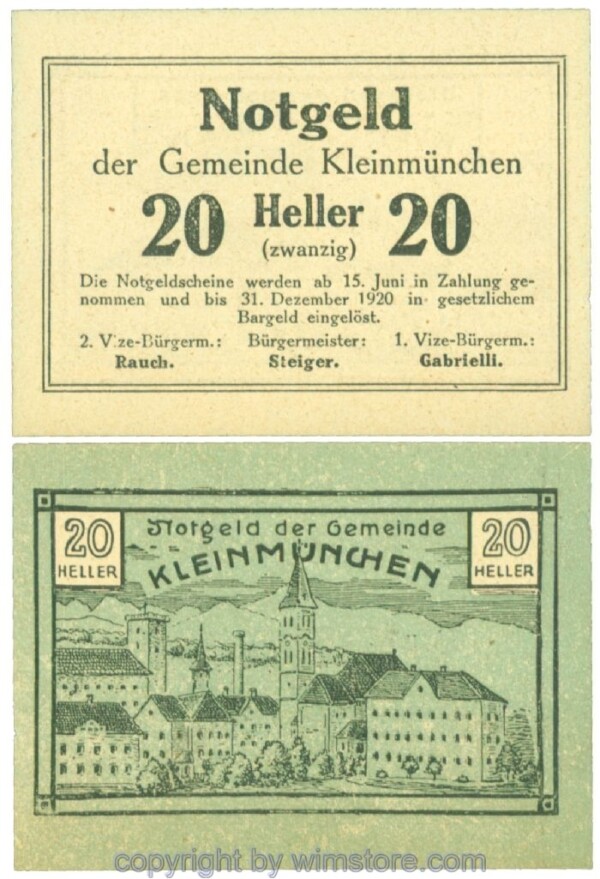 Notgeld
der Gemeinde Kleinmünchen
20 Heller 20
(zwanzig)
Die Notgeldscheine werden ab 15. Juni in Zahlung ge-
nommen und bis 31. Dezember 1920 in gesetzlichem
Bargeld eingelöst.
2. Vize-Bürgerm.: Bürgermeister: 1. Vize-Bürgerm.:
Rauch. Steiger. Gabrielli.
20 HELLER
Notgeld der Gemeinde
KLEINMÜNCHEN
20 HELLER
copyright by wimstore.com